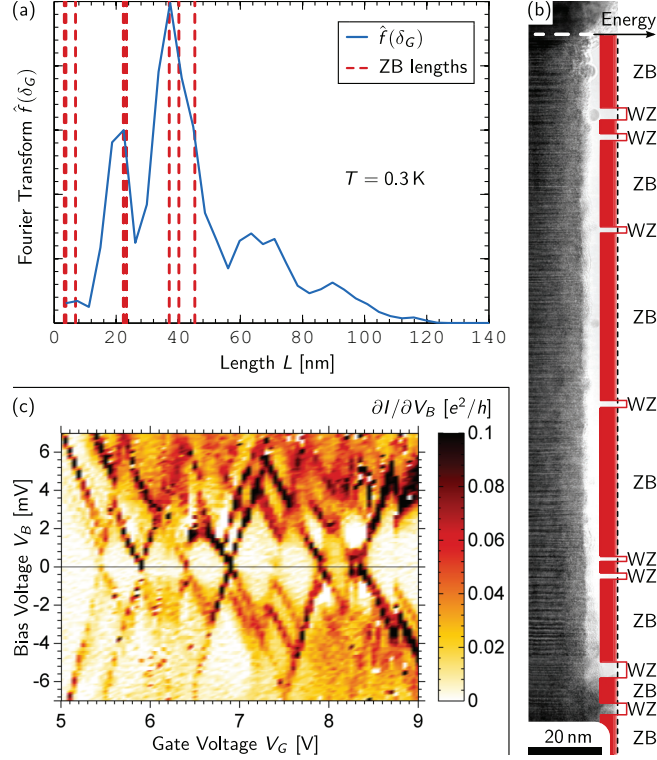 (a)
Fourier Transform f̂(δ_G)
f̂(δ_G)
ZB lengths
T = 0.3 K
0 20 40 60 80 100 120 140
Length L [nm]
(b)
Energy
ZB
WZ
WZ
ZB
WZ
ZB
WZ
ZB
WZ
WZ
ZB
WZ
ZB
WZ
ZB
20 nm
(c)
∂I/∂V_B [e²/h]
Bias Voltage V_B [mV]
6
4
2
0
-2
-4
-6
5 6 7 8 9
Gate Voltage V_G [V]
0.1
0.08
0.06
0.04
0.02
0